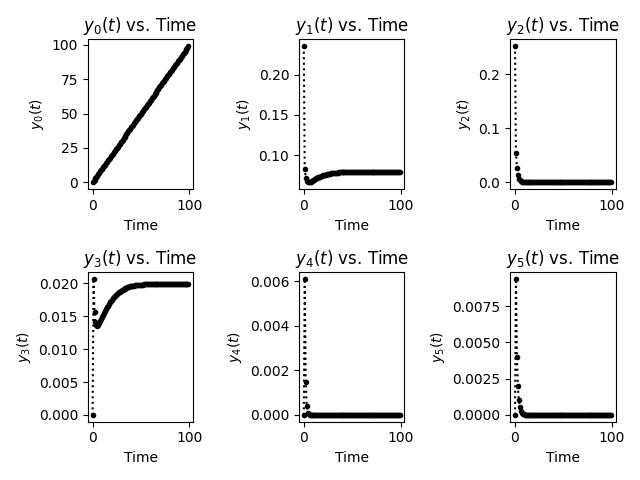 y₀(t) vs. Time
100
75
50
25
0
y₀(t)
0 100
Time
y₁(t) vs. Time
0.20
0.15
0.10
y₁(t)
0 100
Time
y₂(t) vs. Time
0.2
0.1
0.0
y₂(t)
0 100
Time
y₃(t) vs. Time
0.020
0.015
0.010
0.005
0.000
y₃(t)
0 100
Time
y₄(t) vs. Time
0.006
0.004
0.002
0.000
y₄(t)
0 100
Time
y₅(t) vs. Time
0.0075
0.0050
0.0025
0.0000
y₅(t)
0 100
Time